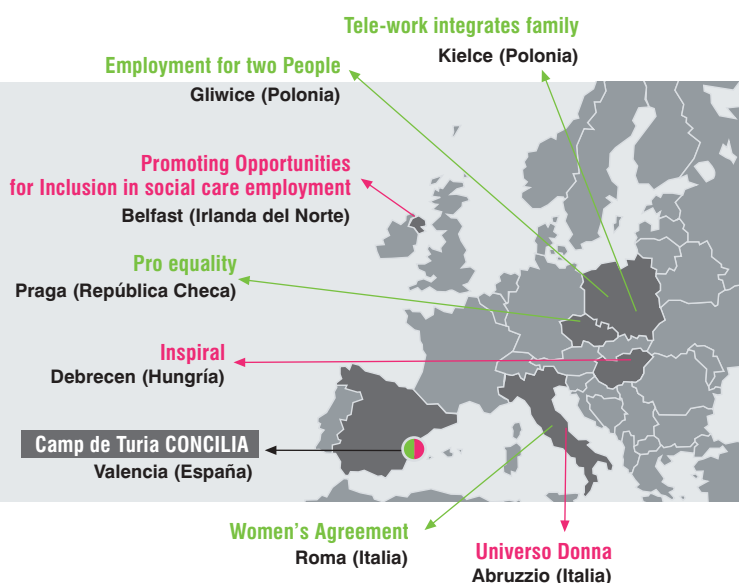 Tele-work integrates family
Kielce (Polonia)
Employment for two People
Gliwice (Polonia)
Promoting Opportunities
for Inclusion in social care employment
Belfast (Irlanda del Norte)
Pro equality
Praga (República Checa)
Inspiral
Debrecen (Hungría)
Camp de Turia CONCILIA
Valencia (España)
Women's Agreement
Roma (Italia)
Universo Donna
Abruzzio (Italia)